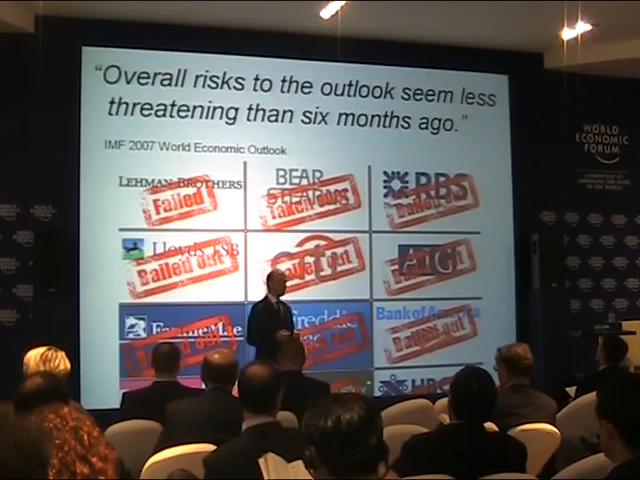 “Overall risks to the outlook seem less
threatening than six months ago.”
IMF 2007 World Economic Outlook
LEHMAN BROTHERS
Failed
BEAR
STEARNS
Taken over
RBS
Bailed out
Lloyds TSB
Bailed out
citi
Bailed out
AIG
Bailed out
FannieMae
Bailed out
Freddie
Mac
Bailed out
Bank of America
Bailed out
WORLD
ECONOMIC
FORUM